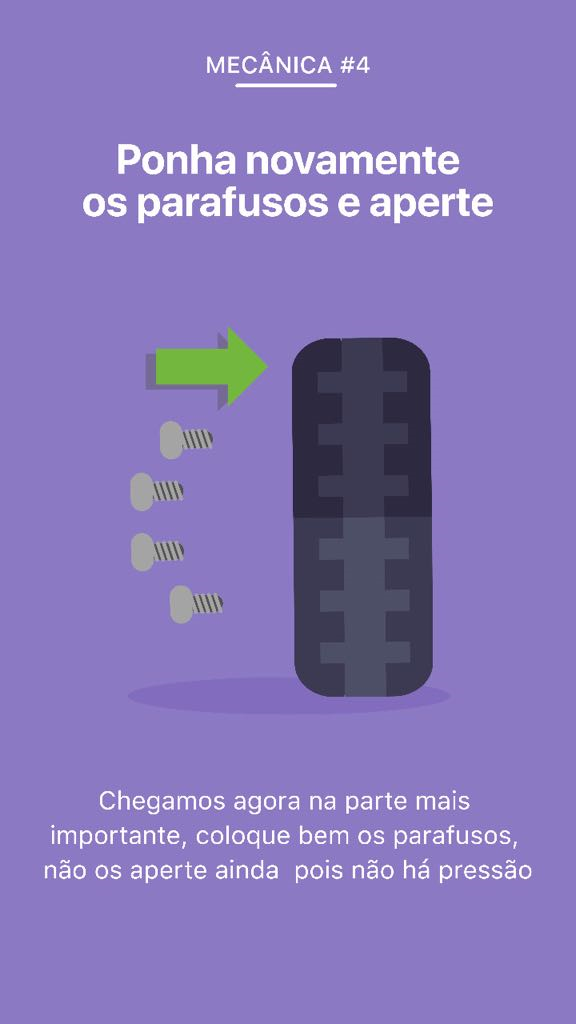 MECÂNICA #4
Ponha novamente
os parafusos e aperte
Chegamos agora na parte mais
importante, coloque bem os parafusos,
não os aperte ainda  pois não há pressão